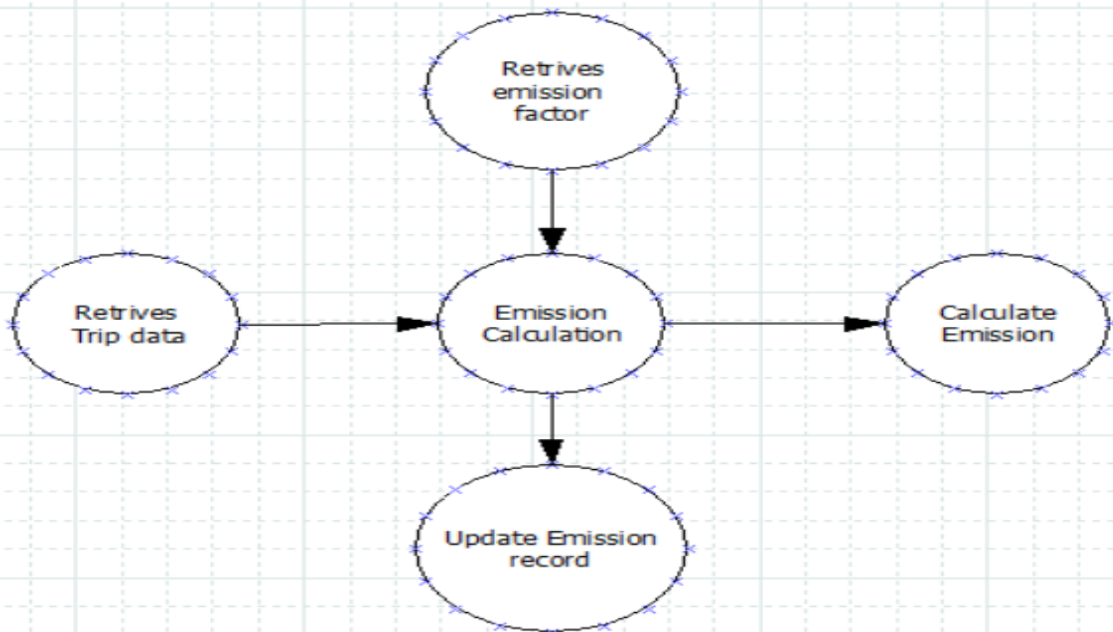 Retrives
emission
factor
Retrives
Trip data
Emission
Calculation
Calculate
Emission
Update Emission
record